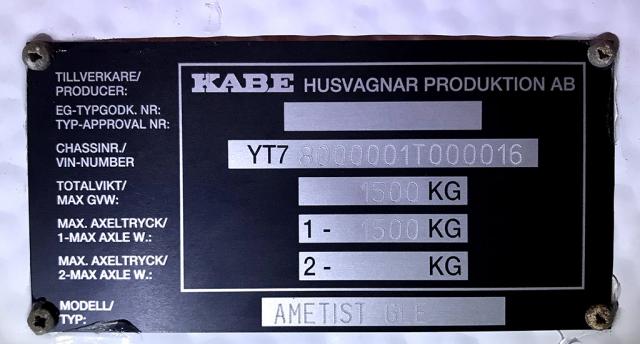 TILLVERKARE/
PRODUCER:
KABE HUSVAGNAR PRODUKTION AB
EG-TYPGODK. NR:
TYP-APPROVAL NR:
CHASSINR./
VIN-NUMBER
YT7 8000001T000016
TOTALVIKT/
MAX GVW:
1500 KG
MAX. AXELTRYCK/
1-MAX AXLE W.:
1 - 1500 KG
MAX. AXELTRYCK/
2-MAX AXLE W.:
2 - KG
MODELL/
TYP:
AMETIST GLE